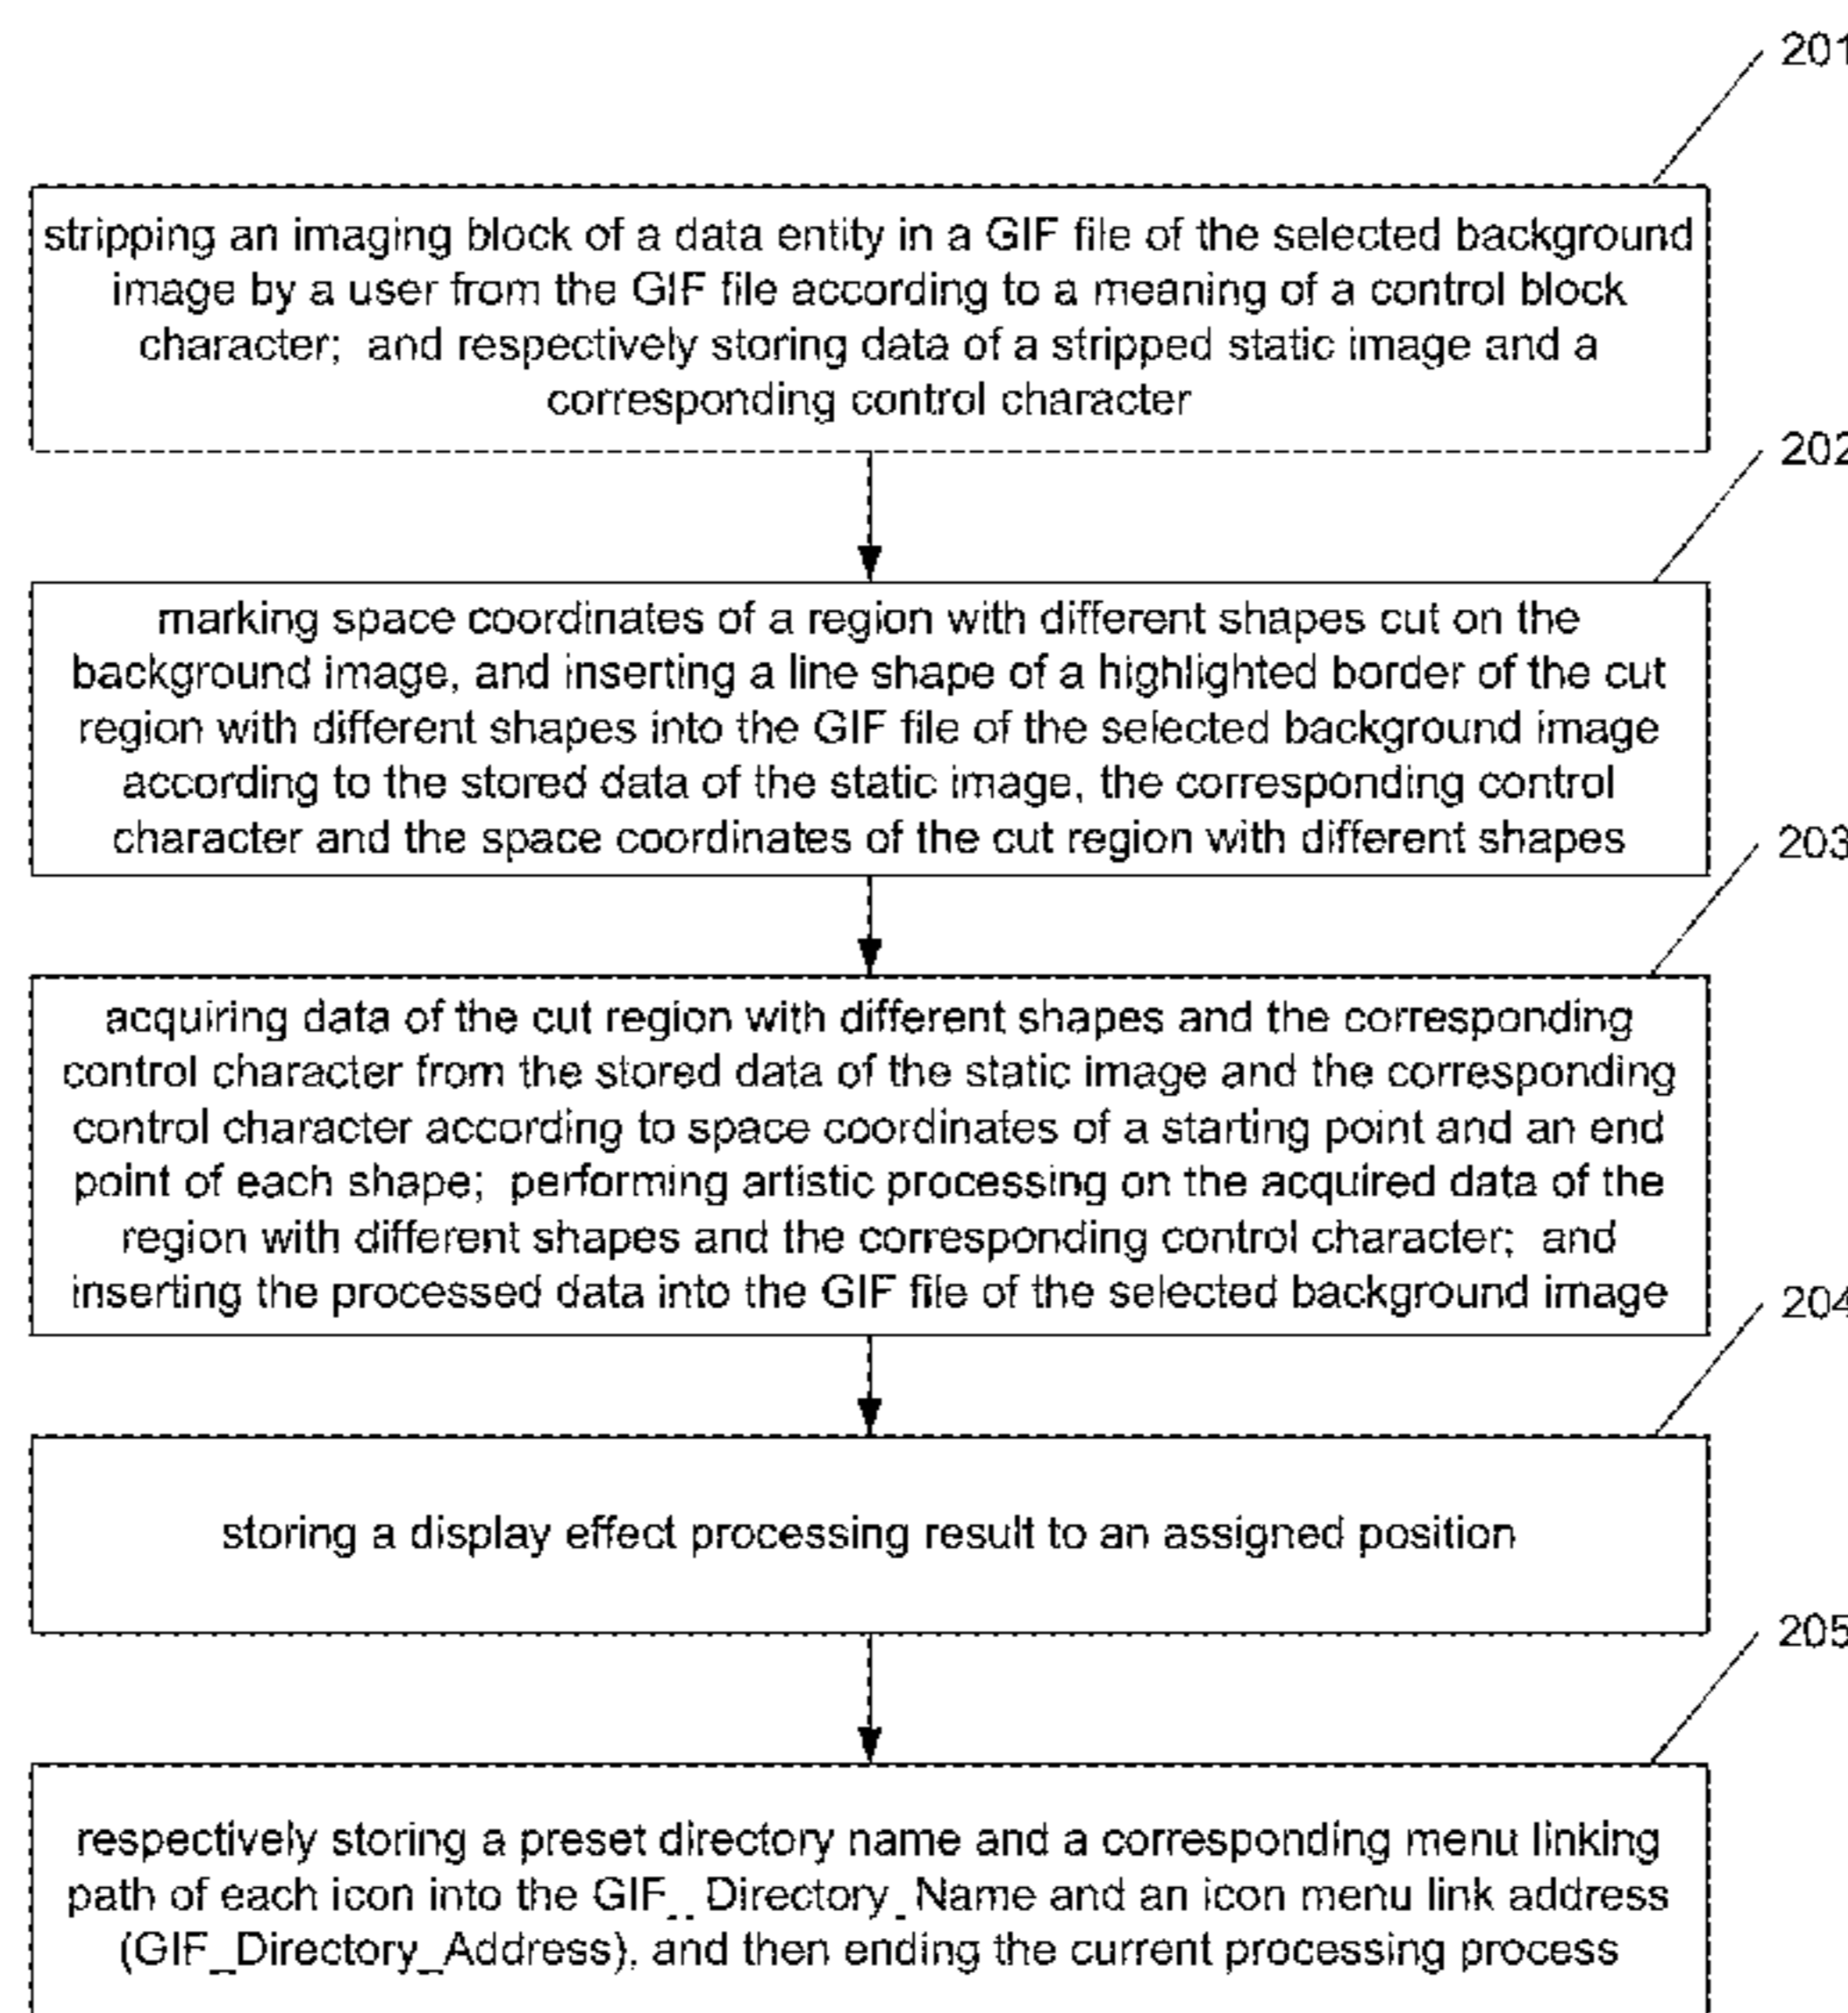 201
stripping an imaging block of a data entity in a GIF file of the selected background
image by a user from the GIF file according to a meaning of a control block
character; and respectively storing data of a stripped static image and a
corresponding control character
202
marking space coordinates of a region with different shapes cut on the
background image, and inserting a line shape of a highlighted border of the cut
region with different shapes into the GIF file of the selected background image
according to the stored data of the static image, the corresponding control
character and the space coordinates of the cut region with different shapes
203
acquiring data of the cut region with different shapes and the corresponding
control character from the stored data of the static image and the corresponding
control character according to space coordinates of a starting point and an end
point of each shape; performing artistic processing on the acquired data of the
region with different shapes and the corresponding control character; and
inserting the processed data into the GIF file of the selected background image
204
storing a display effect processing result to an assigned position
205
respectively storing a preset directory name and a corresponding menu linking
path of each icon into the GIF_Directory_Name and an icon menu link address
(GIF_Directory_Address), and then ending the current processing process